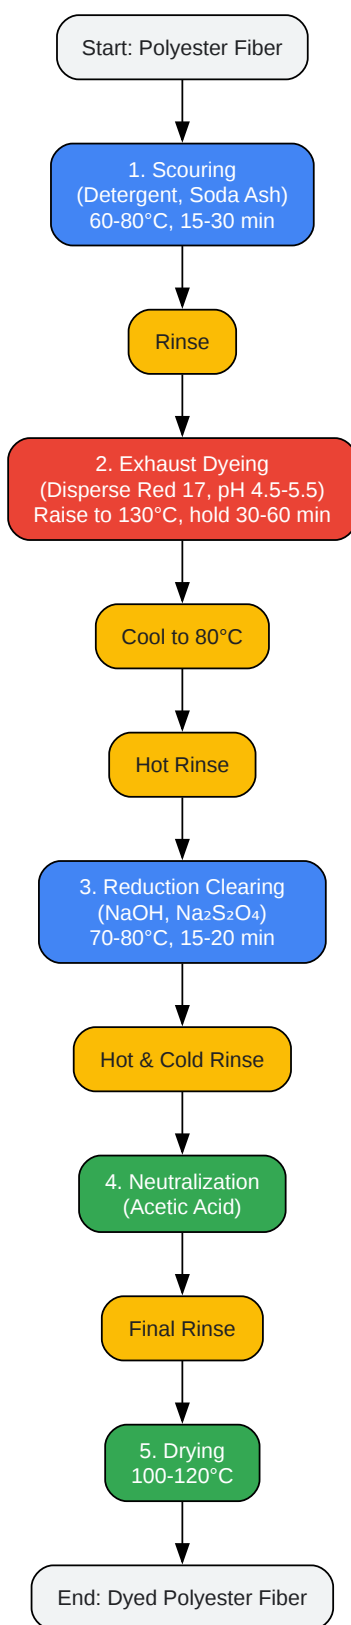 Start: Polyester Fiber
1. Scouring
(Detergent, Soda Ash)
60-80°C, 15-30 min
Rinse
2. Exhaust Dyeing
(Disperse Red 17, pH 4.5-5.5)
Raise to 130°C, hold 30-60 min
Cool to 80°C
Hot Rinse
3. Reduction Clearing
(NaOH, Na₂S₂O₄)
70-80°C, 15-20 min
Hot & Cold Rinse
4. Neutralization
(Acetic Acid)
Final Rinse
5. Drying
100-120°C
End: Dyed Polyester Fiber